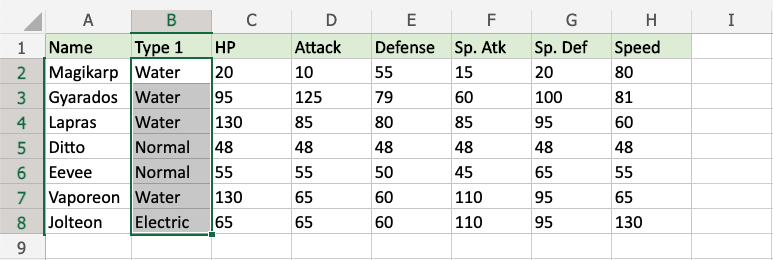 A B C D E F G H I
1 Name Type 1 HP Attack Defense Sp. Atk Sp. Def Speed
2 Magikarp Water 20 10 55 15 20 80
3 Gyarados Water 95 125 79 60 100 81
4 Lapras Water 130 85 80 85 95 60
5 Ditto Normal 48 48 48 48 48 48
6 Eevee Normal 55 55 50 45 65 55
7 Vaporeon Water 130 65 60 110 95 65
8 Jolteon Electric 65 65 60 110 95 130
9